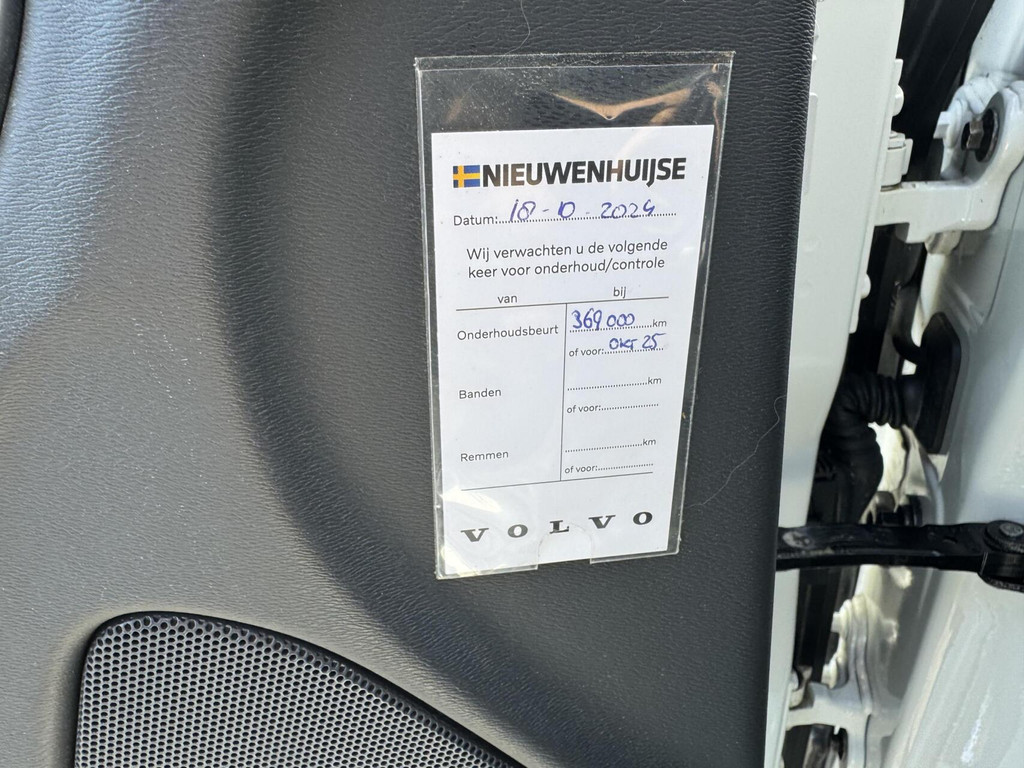 NIEUWENHUIJSE
Datum: 18-10-2024
Wij verwachten u de volgende
keer voor onderhoud/controle
van bij
Onderhoudsbeurt 369 000 km
of voor: OKT 25
Banden km
of voor:
Remmen km
of voor:
VOLVO